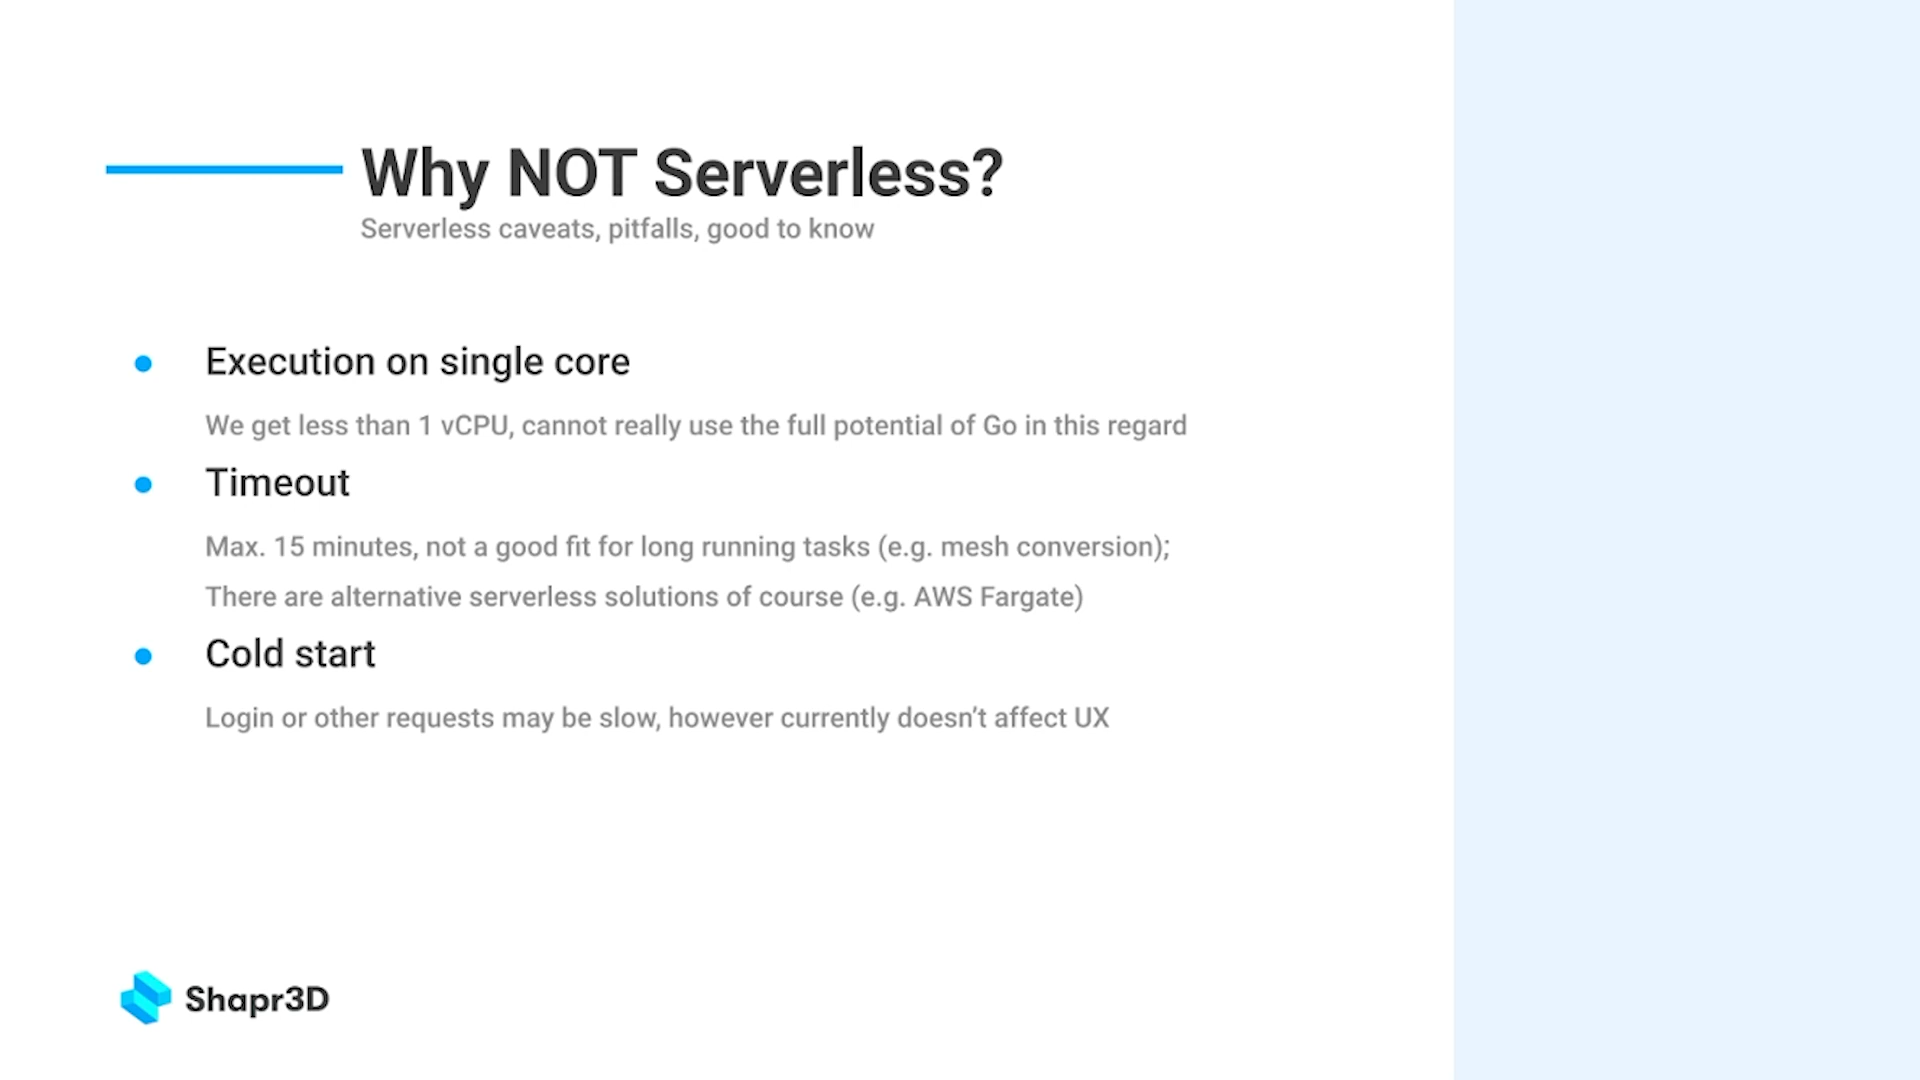 Why NOT Serverless?
Serverless caveats, pitfalls, good to know
Execution on single core
We get less than 1 vCPU, cannot really use the full potential of Go in this regard
Timeout
Max. 15 minutes, not a good fit for long running tasks (e.g. mesh conversion);
There are alternative serverless solutions of course (e.g. AWS Fargate)
Cold start
Login or other requests may be slow, however currently doesn’t affect UX
Shapr3D